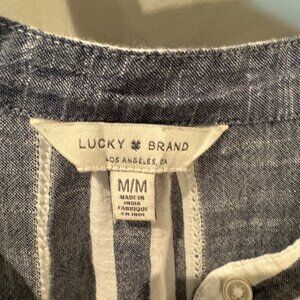 LUCKY ☘ BRAND
LOS ANGELES, CA
M/M
MADE IN
INDIA
FABRIQUÉ
EN INDE